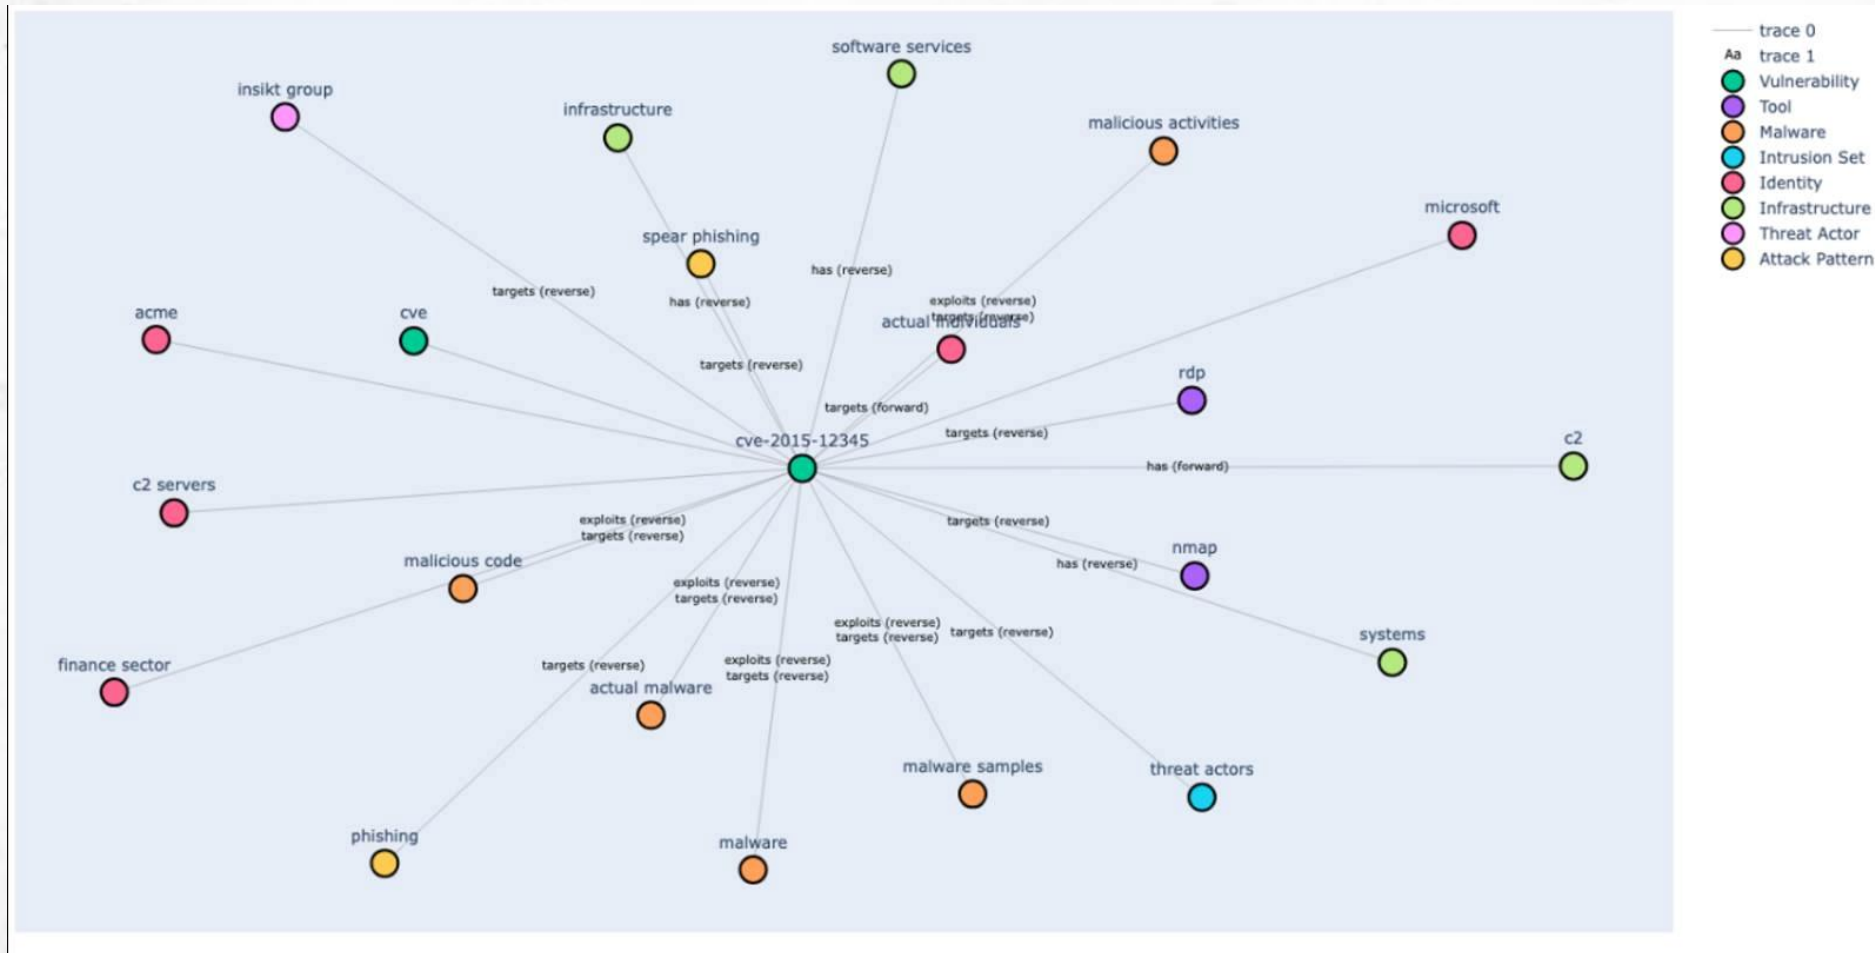 software services
insikt group
infrastructure
malicious activities
microsoft
spear phishing
has (reverse)
targets (reverse)
has (reverse)
exploits (reverse)
targets (reverse)
actual individuals
acme
cve
targets (reverse)
rdp
targets (forward)
targets (reverse)
cve-2015-12345
c2
has (forward)
c2 servers
exploits (reverse)
targets (reverse)
targets (reverse)
malicious code
nmap
has (reverse)
exploits (reverse)
targets (reverse)
exploits (reverse)
targets (reverse)
targets (reverse)
systems
finance sector
targets (reverse)
exploits (reverse)
targets (reverse)
actual malware
malware samples
threat actors
phishing
malware
trace 0
Aa trace 1
Vulnerability
Tool
Malware
Intrusion Set
Identity
Infrastructure
Threat Actor
Attack Pattern